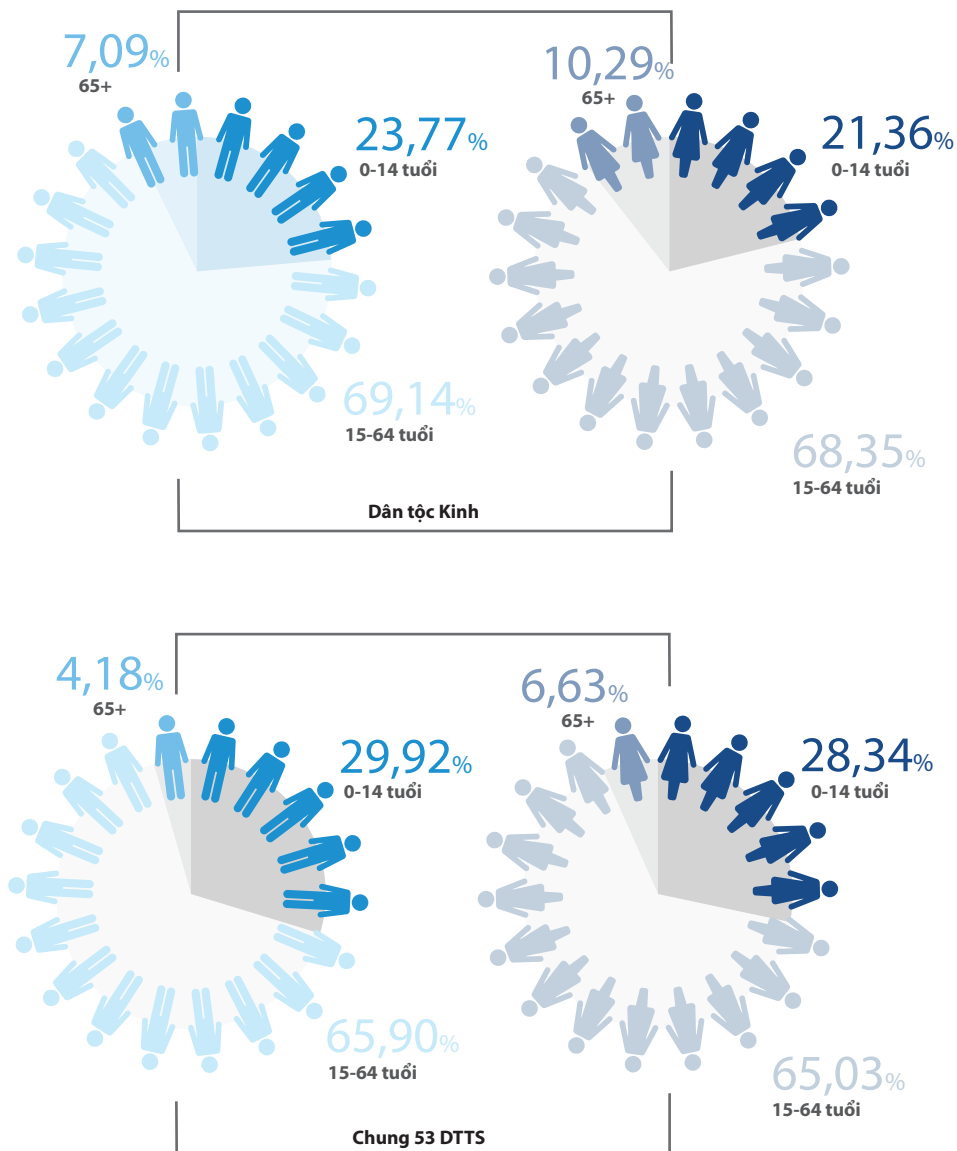 7,09%
65+
23,77%
0-14 tuổi
69,14%
15-64 tuổi
10,29%
65+
21,36%
0-14 tuổi
68,35%
15-64 tuổi
Dân tộc Kinh
4,18%
65+
29,92%
0-14 tuổi
65,90%
15-64 tuổi
6,63%
65+
28,34%
0-14 tuổi
65,03%
15-64 tuổi
Chung 53 DTTS